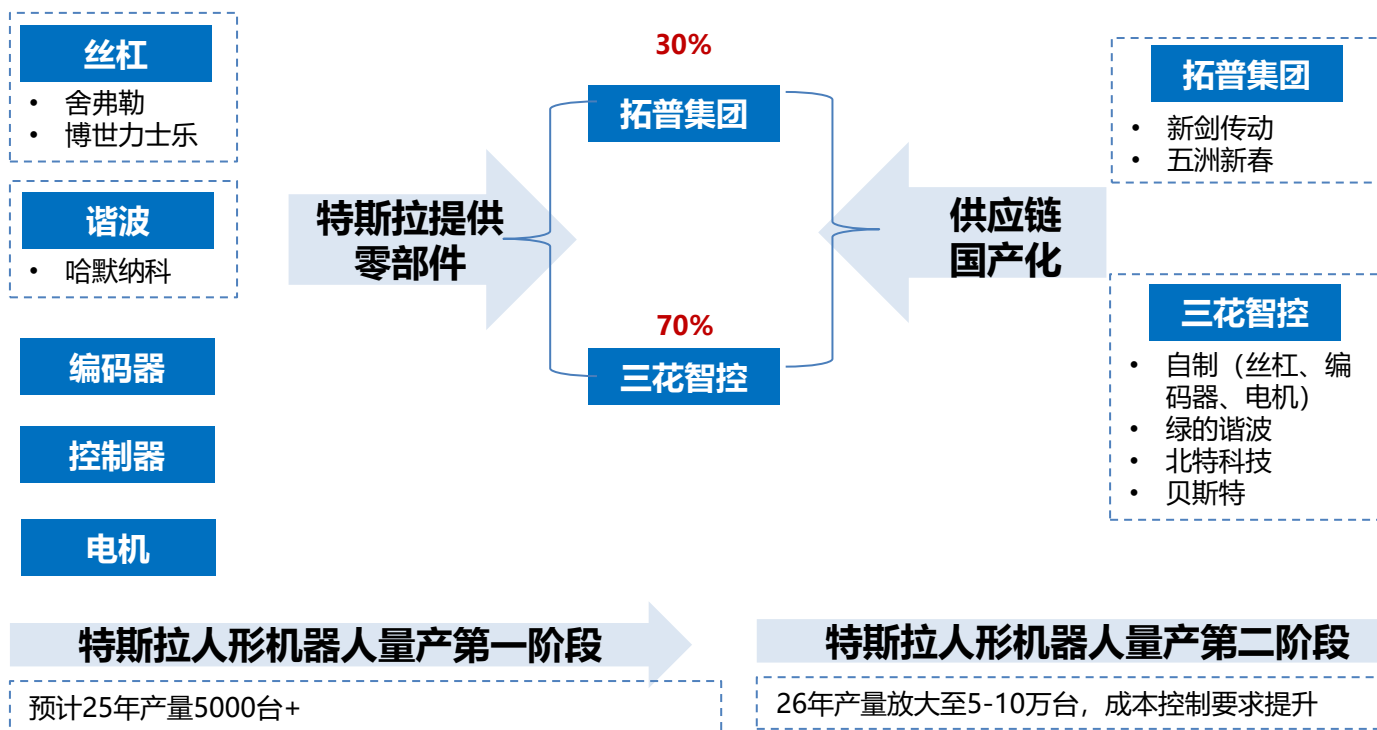 丝杠
• 舍弗勒
• 博世力士乐
谐波
• 哈默纳科
编码器
控制器
电机
特斯拉提供
零部件
30%
拓普集团
70%
三花智控
供应链
国产化
拓普集团
• 新剑传动
• 五洲新春
三花智控
• 自制（丝杠、编
码器、电机）
• 绿的谐波
• 北特科技
• 贝斯特
特斯拉人形机器人量产第一阶段
预计25年产量5000台+
特斯拉人形机器人量产第二阶段
26年产量放大至5-10万台，成本控制要求提升